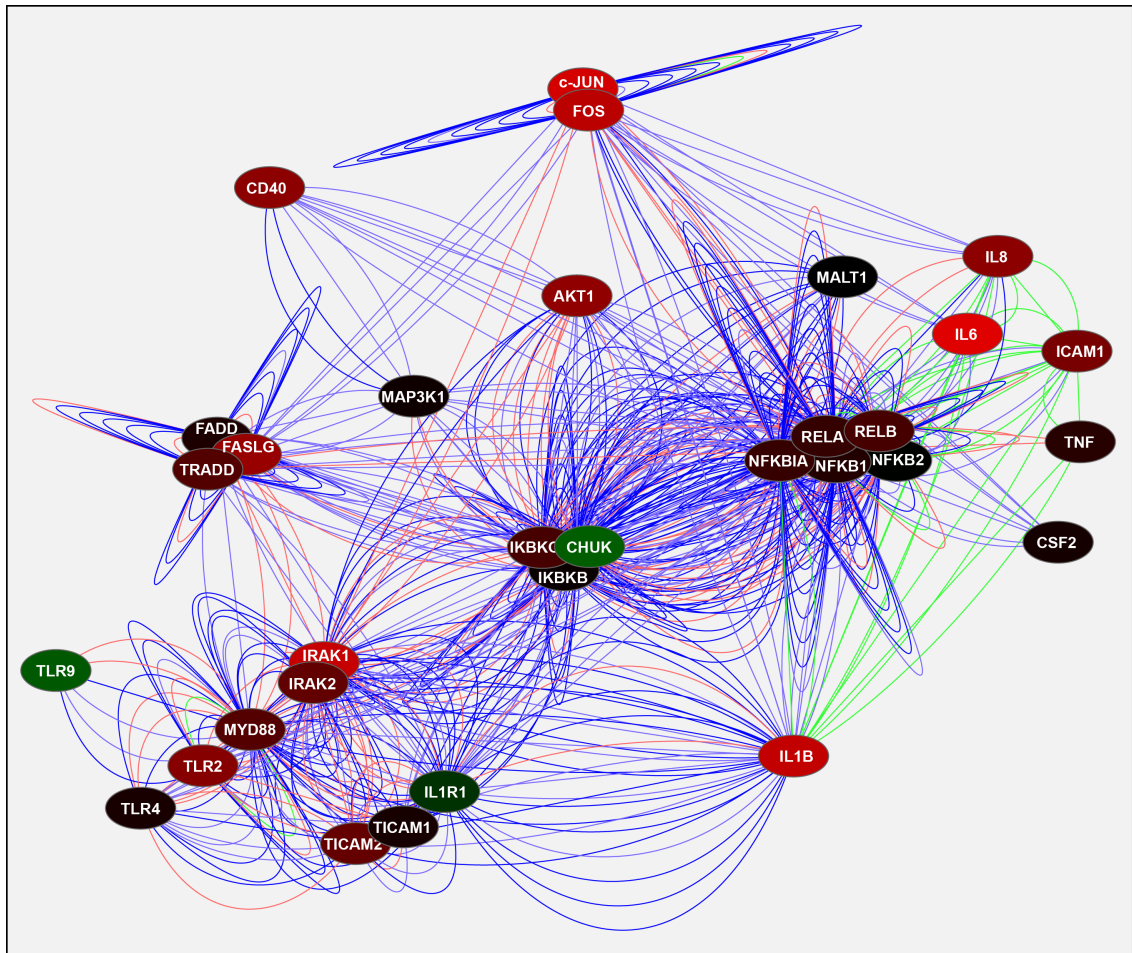 c-JUN
FOS
CD40
IL8
MALT1
AKT1
IL6
ICAM1
MAP3K1
FADD
FASLG
TRADD
RELA
RELB
TNF
NFKBIA
NFKB1
NFKB2
CSF2
IKBKG
CHUK
IKBKB
IRAK1
TLR9
IRAK2
MYD88
TLR2
IL1B
IL1R1
TLR4
TICAM1
TICAM2